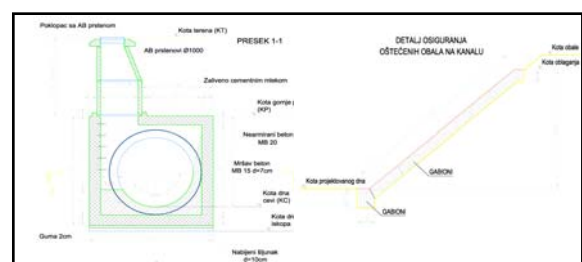 Poklopac sa AB prstenom
Kota terena (KT)
PRESEK 1-1
AB prstenovi Ø1000
Zaliveno cementnim mlekom
Kota gornje
(KP)
Nearmirani beton
MB 20
Mršav beton
MB 15 d=7cm
Kota dna
cevi (KC)
Kota
iskopa
Guma 2cm
Nabijeni šljunak
d=10cm
DETALJ OSIGURANJA
OŠTEĆENIH OBALA NA KANALU
Kota obale
Kota oblaganja
Kota projektovanog dna
GABIONI
GABIONI